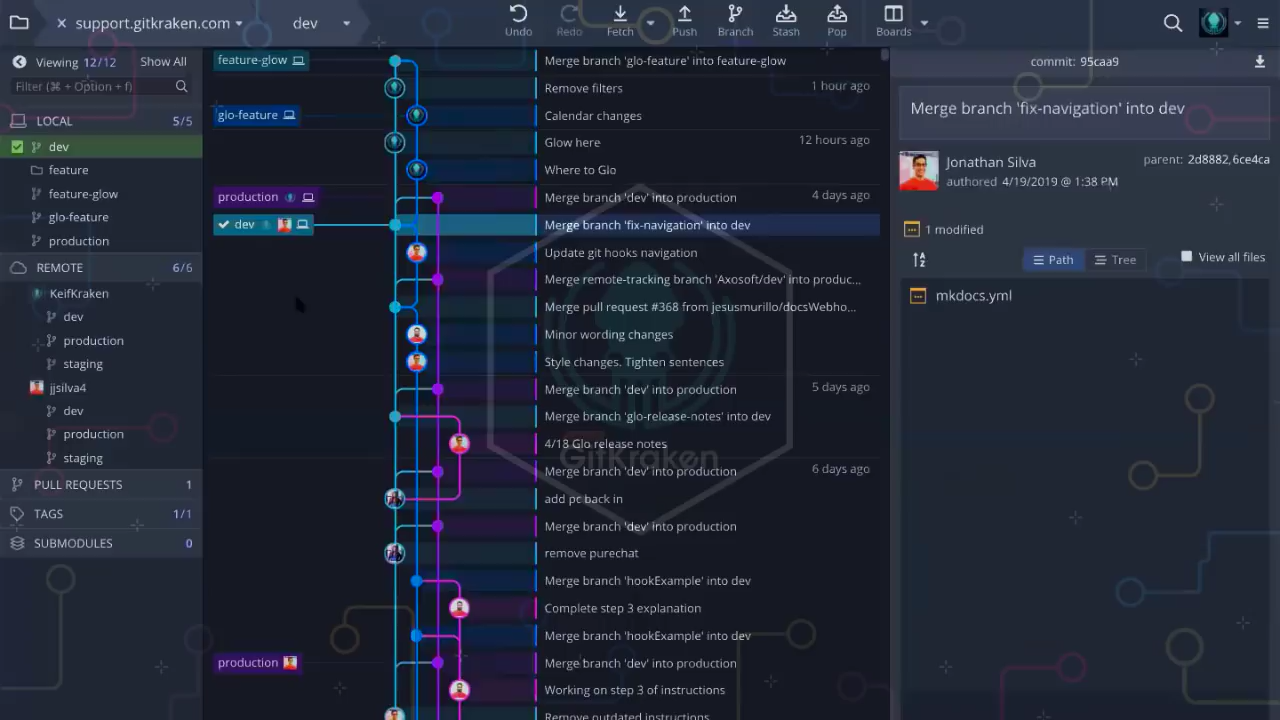 support.gitkraken.com
dev
Undo
Redo
Fetch
Push
Branch
Stash
Pop
Boards
Viewing 12/12
Show All
Filter (⌘ + Option + f)
LOCAL 5/5
dev
feature
feature-glow
glo-feature
production
REMOTE 6/6
KeifKraken
dev
production
staging
jjsilva4
dev
production
staging
PULL REQUESTS 1
TAGS 1/1
SUBMODULES 0
feature-glow
Merge branch 'glo-feature' into feature-glow
Remove filters 1 hour ago
glo-feature
Calendar changes
Glow here 12 hours ago
Where to Glo
production
Merge branch 'dev' into production 4 days ago
dev
Merge branch 'fix-navigation' into dev
Update git hooks navigation
Merge remote-tracking branch 'Axosoft/dev' into produc...
Merge pull request #368 from jesusmurillo/docsWebho...
Minor wording changes
Style changes. Tighten sentences
Merge branch 'dev' into production 5 days ago
Merge branch 'glo-release-notes' into dev
4/18 Glo release notes
GitKraken
Merge branch 'dev' into production 6 days ago
add pc back in
Merge branch 'dev' into production
remove purechat
Merge branch 'hookExample' into dev
Complete step 3 explanation
Merge branch 'hookExample' into dev
production
Merge branch 'dev' into production
Working on step 3 of instructions
Remove outdated instructions
commit: 95caa9
Merge branch 'fix-navigation' into dev
Jonathan Silva
authored 4/19/2019 @ 1:38 PM
parent: 2d8882,6ce4ca
1 modified
Path
Tree
View all files
mkdocs.yml